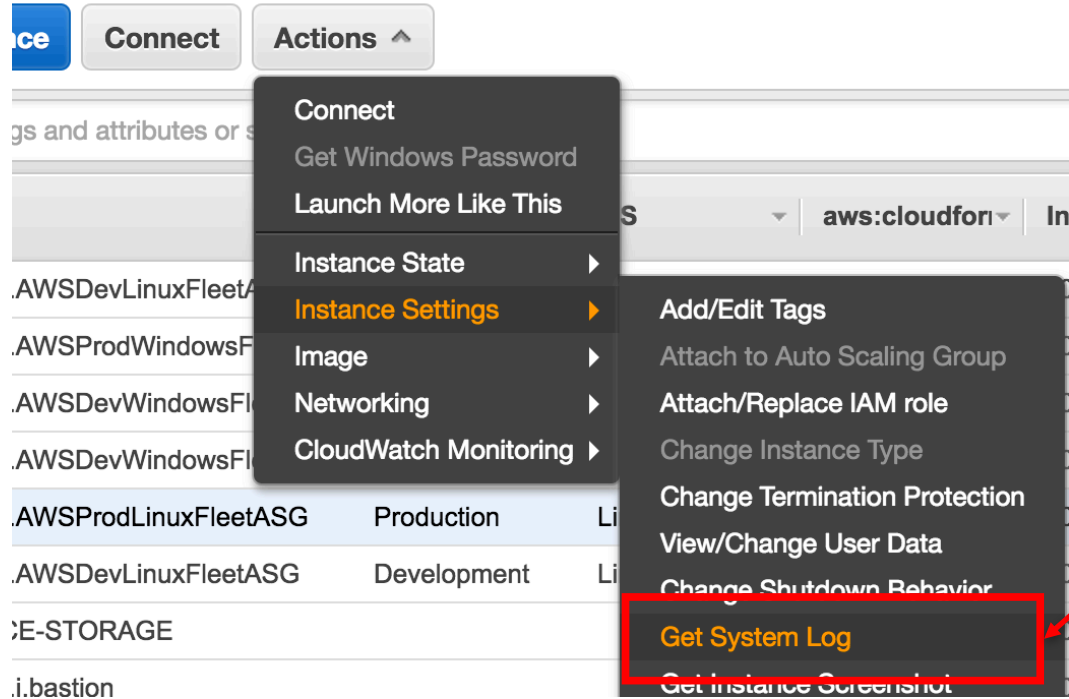 ce Connect Actions
gs and attributes or s
S aws:cloudfor In
Connect
Get Windows Password
Launch More Like This
Instance State
Instance Settings
Image
Networking
CloudWatch Monitoring
Add/Edit Tags
Attach to Auto Scaling Group
Attach/Replace IAM role
Change Instance Type
Change Termination Protection
View/Change User Data
Change Shutdown Behavior
Get System Log
Get Instance Screenshot
.AWSDevLinuxFleetA
.AWSProdWindowsF
.AWSDevWindowsFl
.AWSDevWindowsFl
.AWSProdLinuxFleetASG Production Li
.AWSDevLinuxFleetASG Development Li
CE-STORAGE
.i.bastion